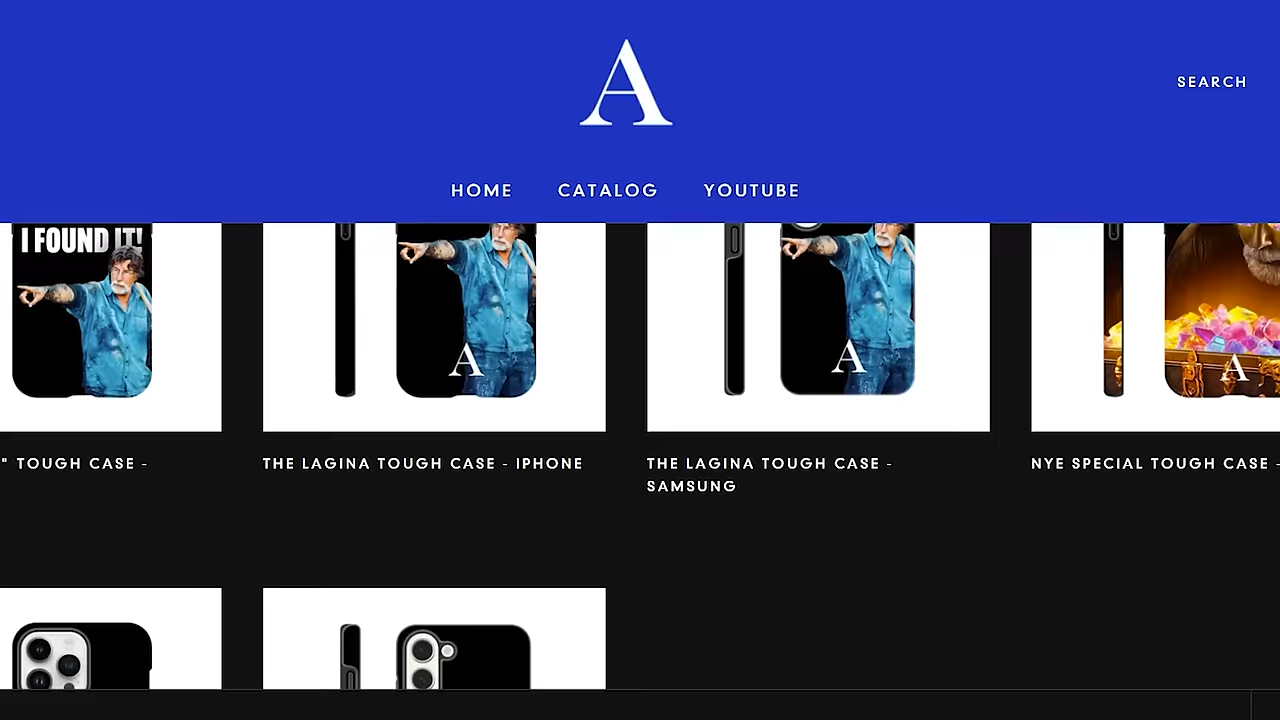 A
SEARCH
HOME CATALOG YOUTUBE
I FOUND IT!
A
A
A
" TOUGH CASE -
THE LAGINA TOUGH CASE - IPHONE
THE LAGINA TOUGH CASE -
SAMSUNG
NYE SPECIAL TOUGH CASE -